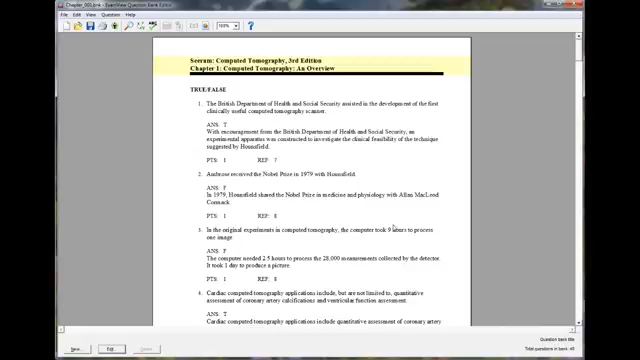 Chapter_001.bnk - ExamView Question Bank Editor
File Edit View Insert Question Help
100%
Seeram: Computed Tomography, 3rd Edition
Chapter 1: Computed Tomography: An Overview
TRUE/FALSE
1. The British Department of Health and Social Security assisted in the development of the first
clinically useful computed tomography scanner.
ANS: T
With encouragement from the British Department of Health and Social Security, an
experimental apparatus was constructed to investigate the clinical feasibility of the technique
suggested by Hounsfield.
PTS: 1 REF: 7
2. Ambrose received the Nobel Prize in 1979 with Hounsfield.
ANS: F
In 1979, Hounsfield shared the Nobel Prize in medicine and physiology with Allan MacLeod
Cormack.
PTS: 1 REF: 8
3. In the original experiments in computed tomography, the computer took 9 hours to process
one image.
ANS: F
The computer needed 2.5 hours to process the 28,000 measurements collected by the detector.
It took 1 day to produce a picture.
PTS: 1 REF: 8
4. Cardiac computed tomography applications include, but are not limited to, quantitative
assessment of coronary artery calcifications and ventricular function assessment.
ANS: T
Cardiac computed tomography applications include quantitative assessment of coronary artery
Question bank title
New... Edit... Delete
Total questions in bank: 40